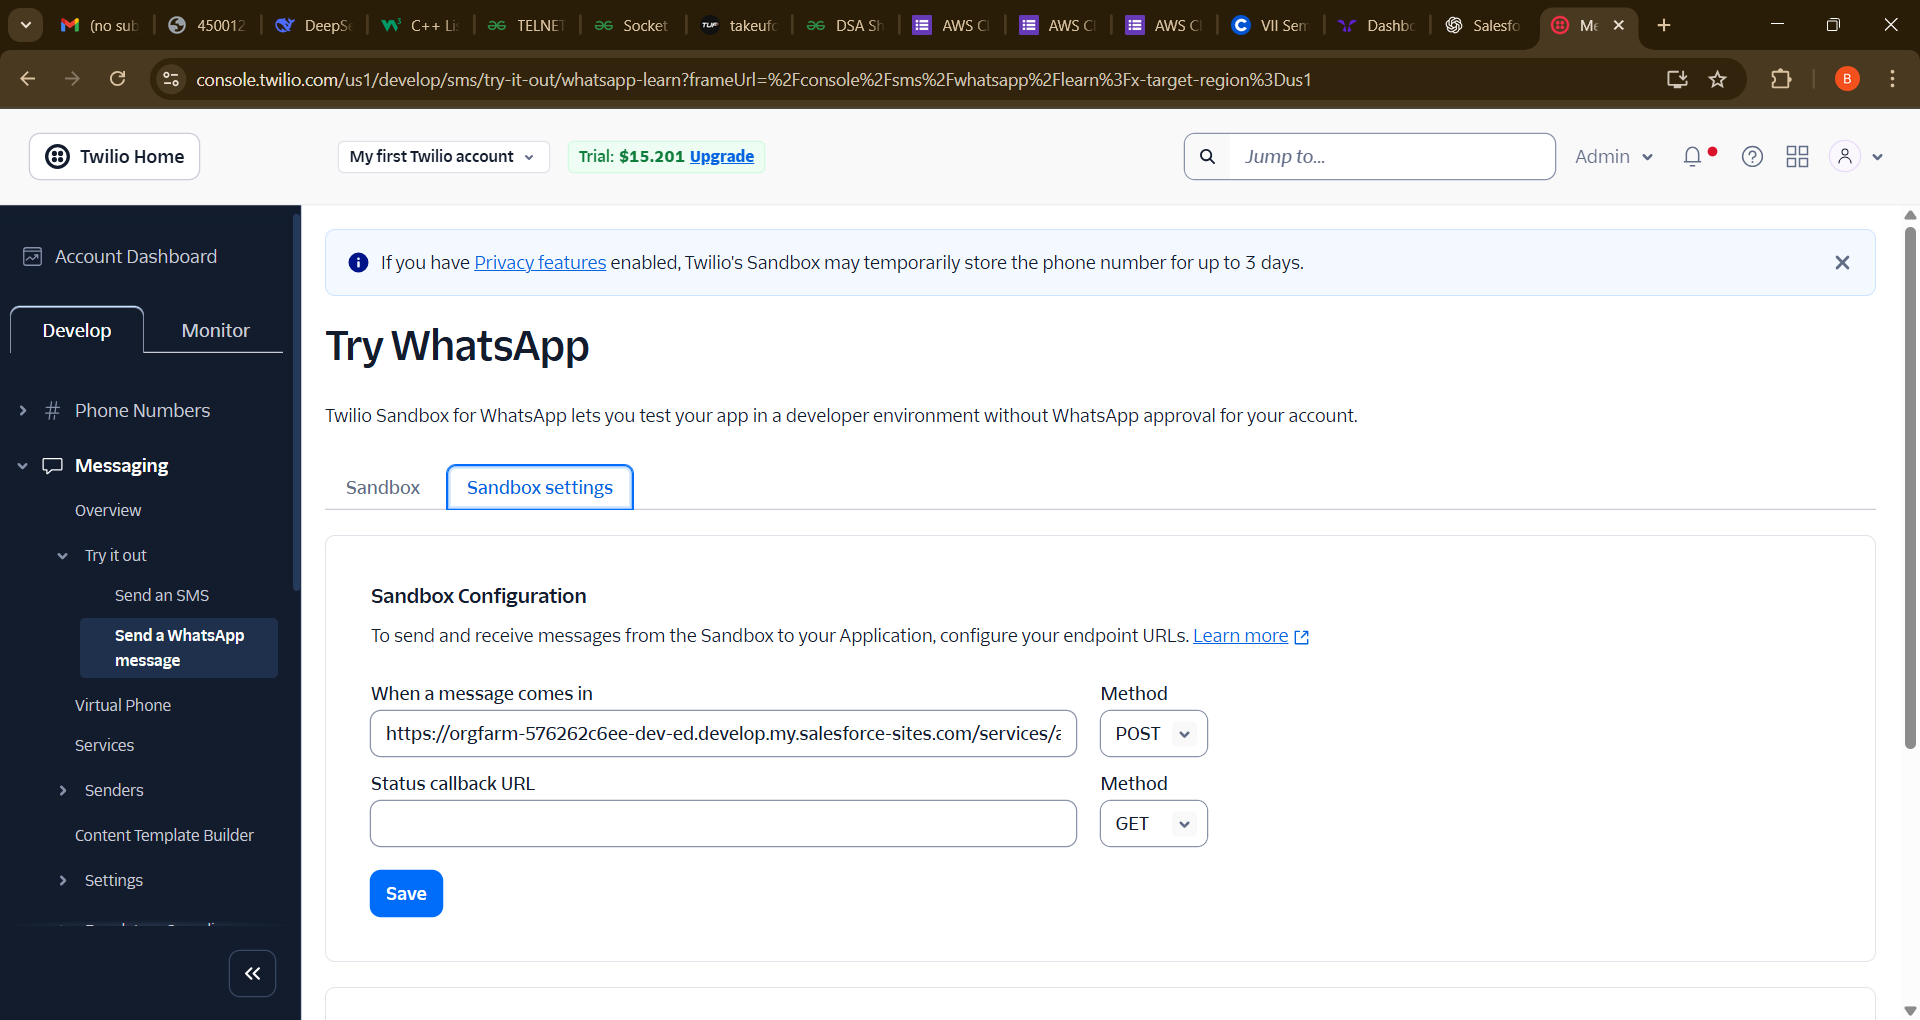 (no sub
450012
DeepSe
C++ Lis
TELNET
Socket
takeufo
DSA Sh
AWS Cl
AWS Cl
AWS Cl
VII Sem
Dashbo
Salesfo
Me
console.twilio.com/us1/develop/sms/try-it-out/whatsapp-learn?frameUrl=%2Fconsole%2Fsms%2Fwhatsapp%2Flearn%3Fx-target-region%3Dus1
B
Twilio Home
My first Twilio account
Trial: $15.201 Upgrade
Jump to...
Admin
Account Dashboard
Develop
Monitor
Phone Numbers
Messaging
Overview
Try it out
Send an SMS
Send a WhatsApp
message
Virtual Phone
Services
Senders
Content Template Builder
Settings
If you have Privacy features enabled, Twilio's Sandbox may temporarily store the phone number for up to 3 days.
Try WhatsApp
Twilio Sandbox for WhatsApp lets you test your app in a developer environment without WhatsApp approval for your account.
Sandbox
Sandbox settings
Sandbox Configuration
To send and receive messages from the Sandbox to your Application, configure your endpoint URLs. Learn more
When a message comes in
Method
https://orgfarm-576262c6ee-dev-ed.develop.my.salesforce-sites.com/services/a
POST
Status callback URL
Method
GET
Save